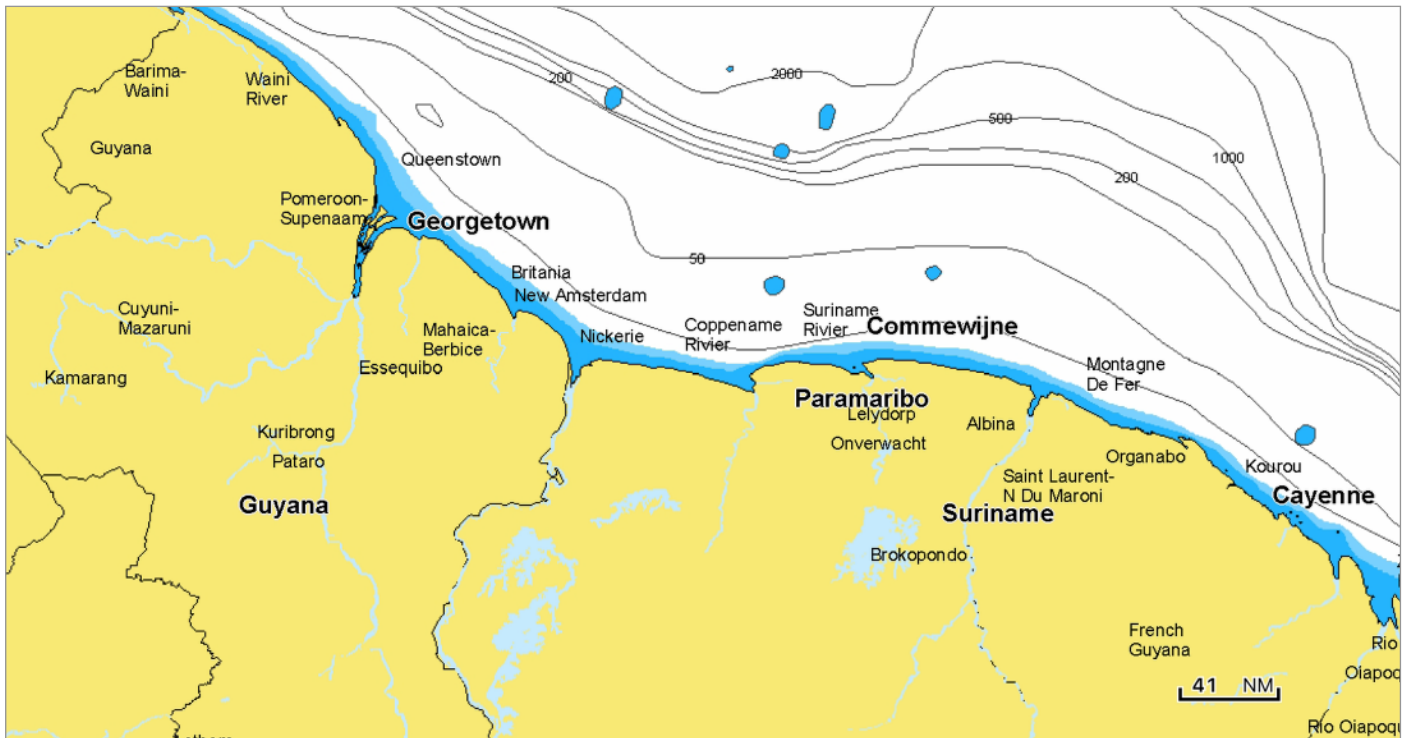 Barima-
Waini
Waini
River
200
2000
500
Guyana
Queenstown
1000
200
Pomeroon-
Supenaam
Georgetown
50
Britania
New Amsterdam
Cuyuni-
Mazaruni
Mahaica-
Berbice
Nickerie
Coppename
Rivier
Suriname
Rivier
Commewijne
Kamarang
Essequibo
Montagne
De Fer
Paramaribo
Lelydorp
Albina
Kuribrong
Onverwacht
Pataro
Organabo
Kourou
Saint Laurent-
N Du Maroni
Guyana
Suriname
Cayenne
Brokopondo
French
Guyana
Rio
Oiapoq
41 NM
Rio Oiapoqu